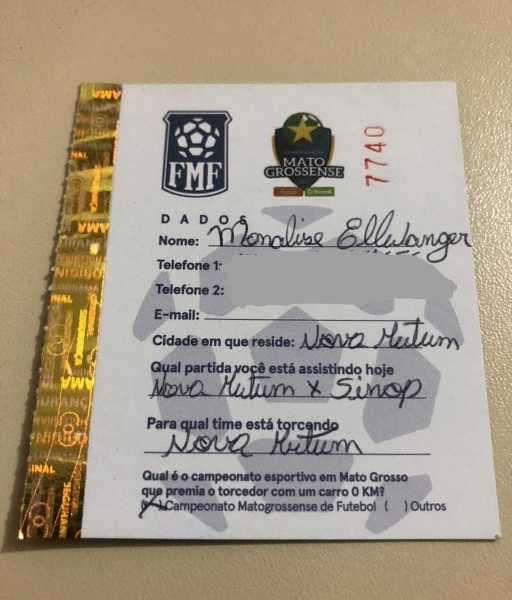 FMF
MATO
GROSSENSE
7740
DADOS
Nome: Monalise Ellwanger
Telefone 1:
Telefone 2:
E-mail:
Cidade em que reside: Nova Mutum
Qual partida você está assistindo hoje
Nova Mutum x Sinop
Para qual time está torcendo
Nova Mutum
Qual é o campeonato esportivo em Mato Grosso
que premia o torcedor com um carro 0 KM?
(X) Campeonato Matogrossense de Futebol ( ) Outros